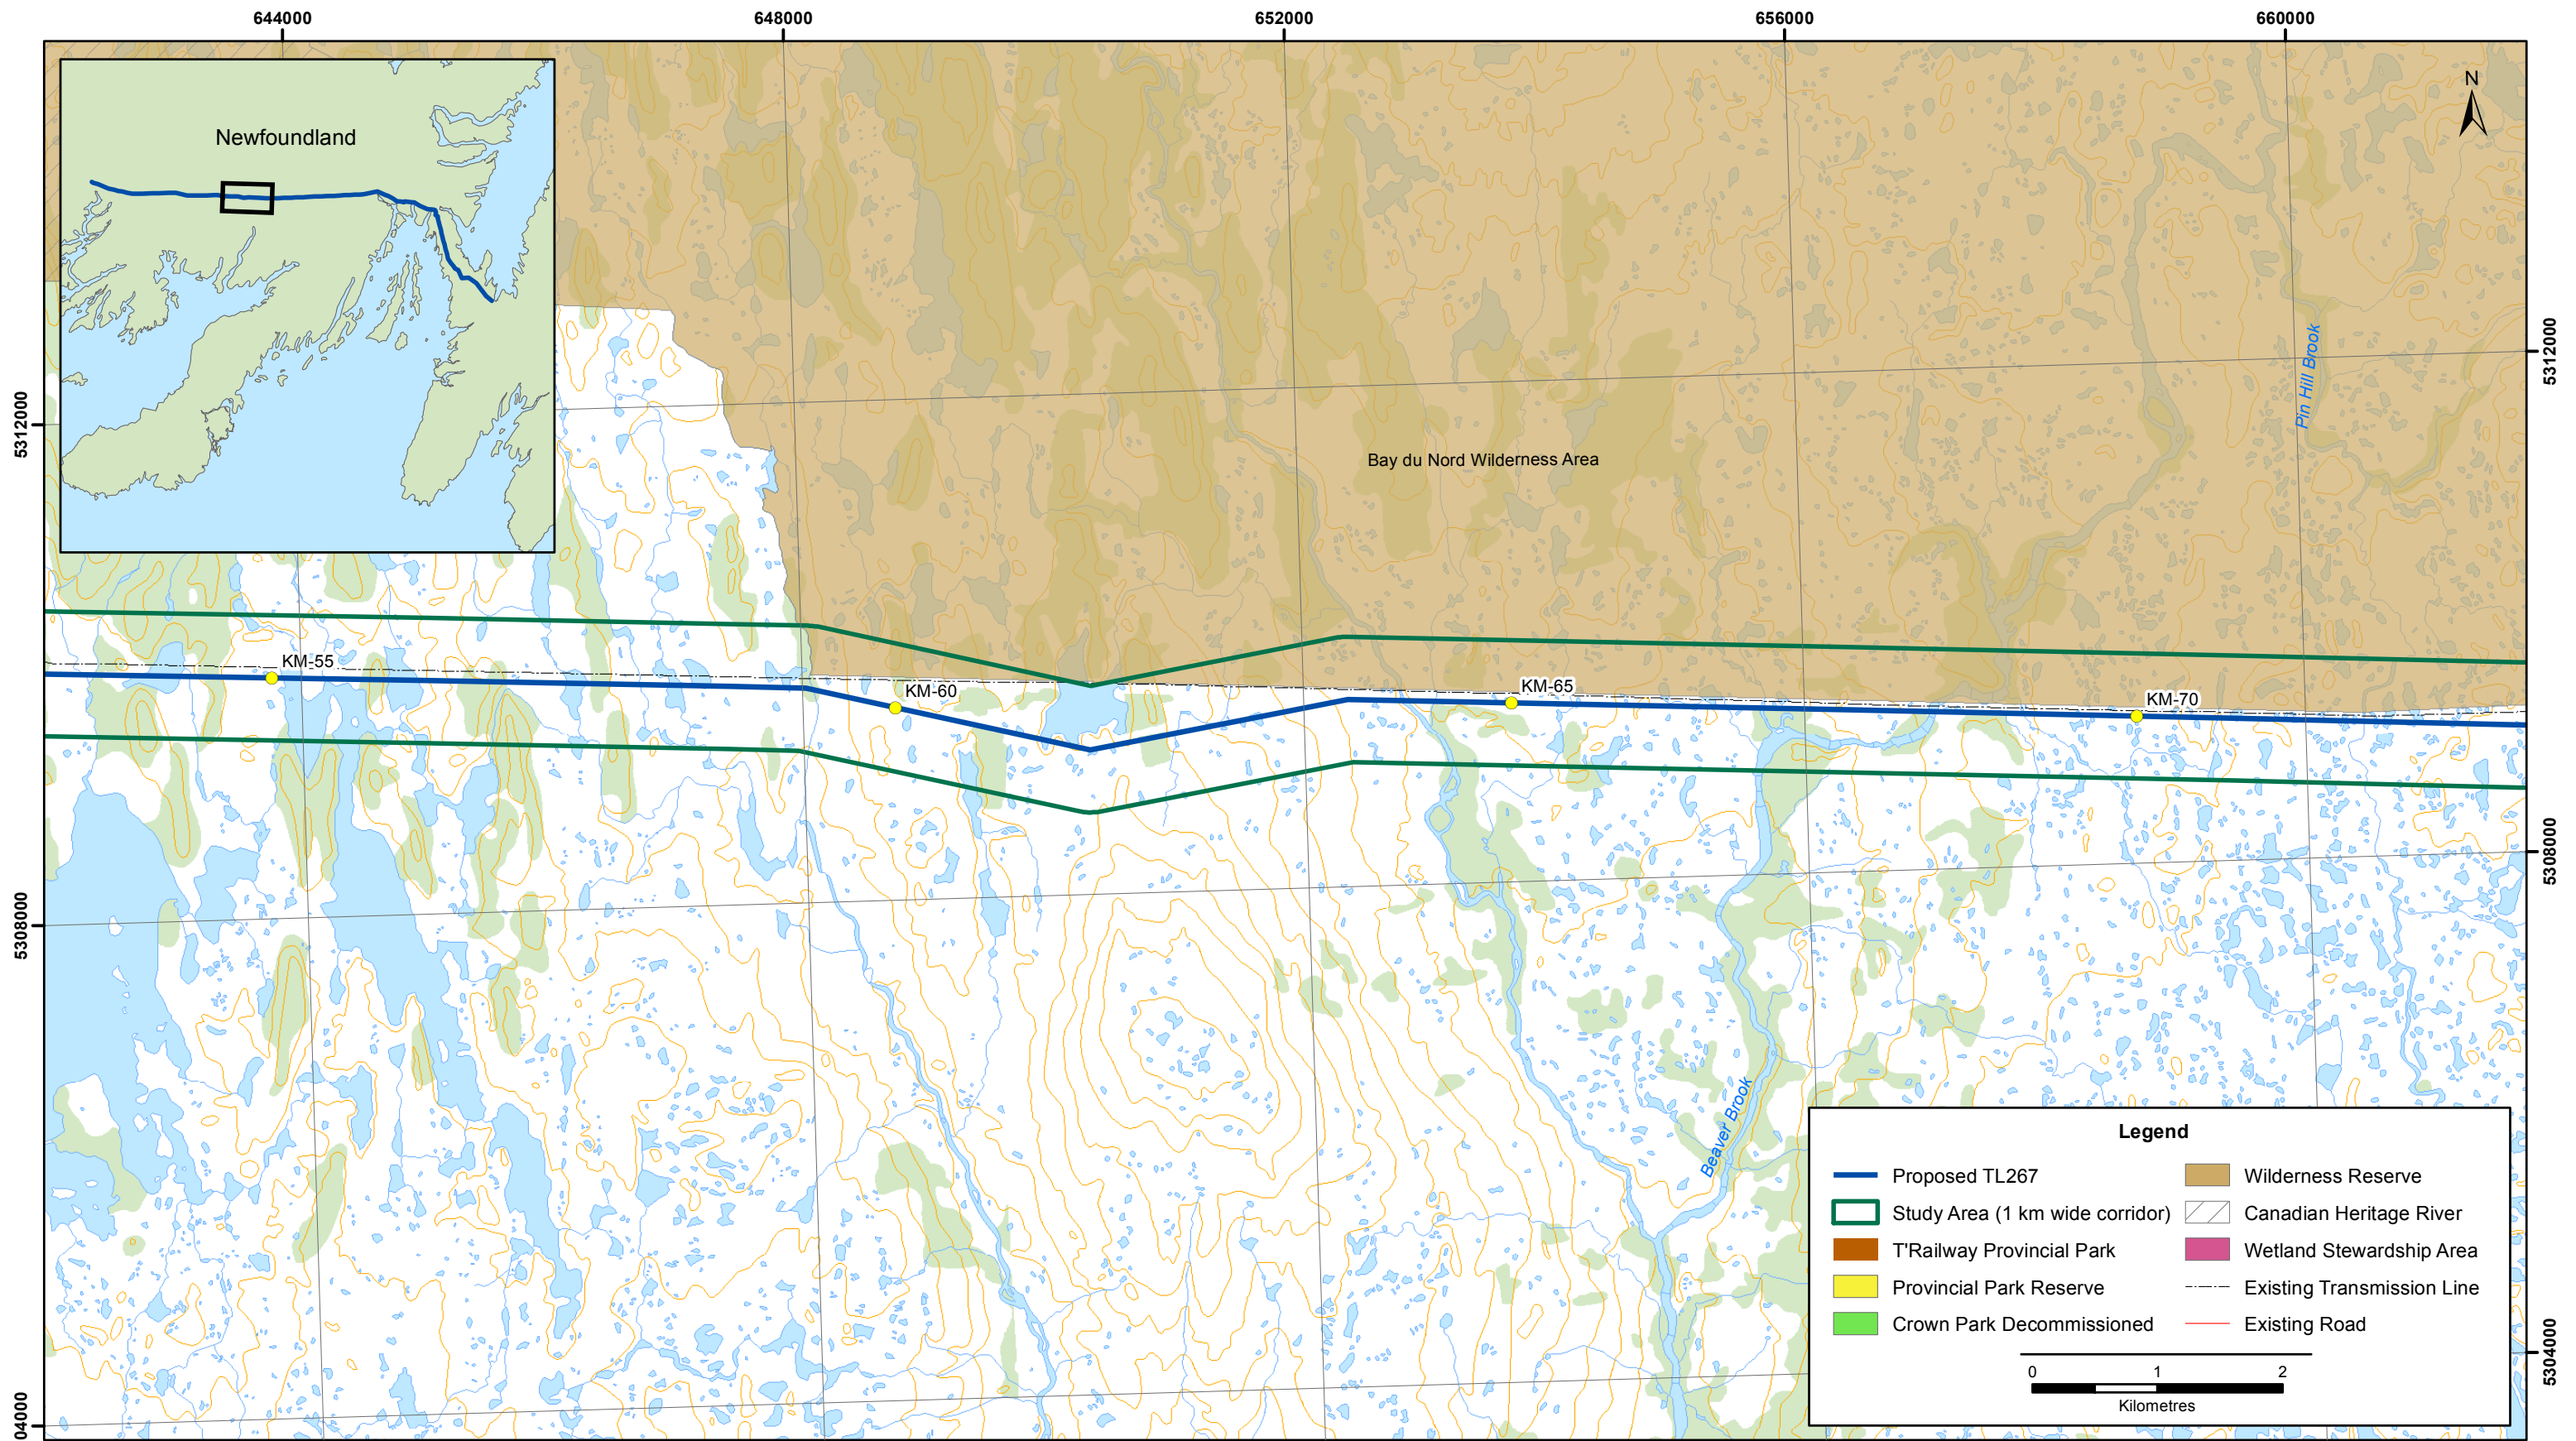 644000
648000
652000
656000
660000
N
Newfoundland
5312000
5312000
Pin Hill Brook
Bay du Nord Wilderness Area
KM-55
KM-60
KM-65
KM-70
5308000
5308000
Beaver Brook
Legend
Proposed TL267
Study Area (1 km wide corridor)
T'Railway Provincial Park
Provincial Park Reserve
Crown Park Decommissioned
Wilderness Reserve
Canadian Heritage River
Wetland Stewardship Area
Existing Transmission Line
Existing Road
0 1 2
Kilometres
5304000
04000